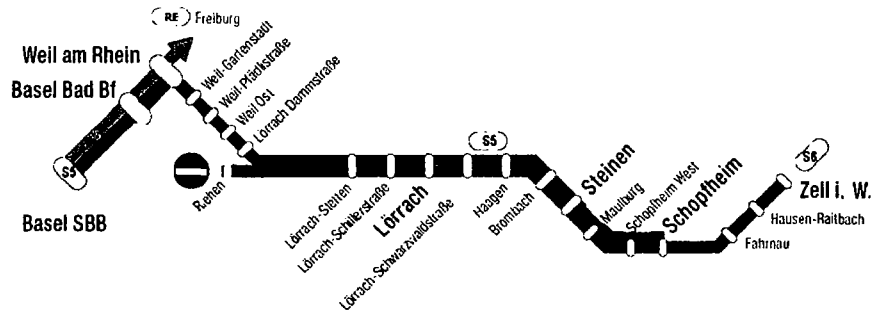 RE Freiburg
Weil am Rhein
Basel Bad Bf
Weil-Gartenstadt
Weil-Pfädlistraße
Weil Ost
Lörrach Dammstraße
S5
Basel SBB
Riehen
Lörrach-Stetten
Lörrach-Schillerstraße
Lörrach
Lörrach-Schwarzwaldstraße
S5
Haagen
Brombach
Steinen
Maulburg
Schopfheim West
Schopfheim
Fahrnau
Hausen-Raitbach
Zell i. W.
S6